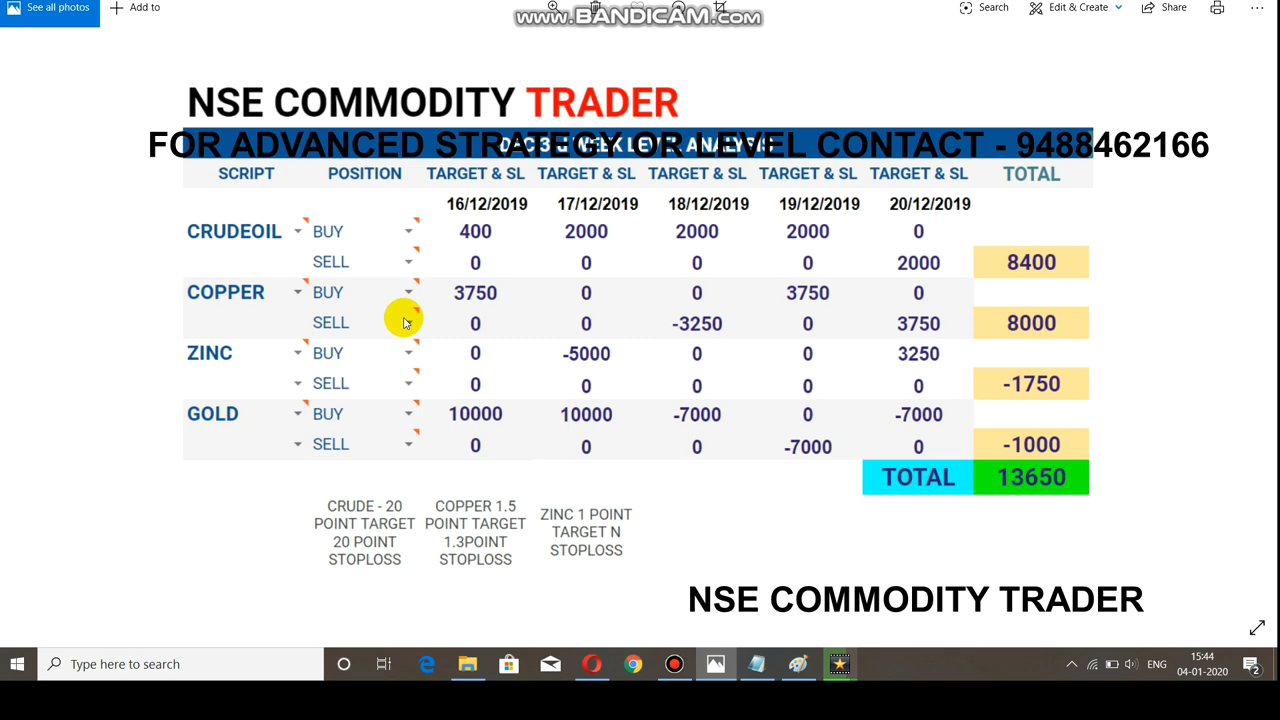 See all photos Add to Search Edit & Create Share
www.BANDICAM.com
NSE COMMODITY TRADER
FOR ADVANCED STRATEGY OR LEVEL CONTACT - 9488462166
WEEK LEVEL ANALYSIS
SCRIPT POSITION TARGET & SL TARGET & SL TARGET & SL TARGET & SL TARGET & SL TOTAL
16/12/2019 17/12/2019 18/12/2019 19/12/2019 20/12/2019
CRUDEOIL BUY 400 2000 2000 2000 0
SELL 0 0 0 0 2000 8400
COPPER BUY 3750 0 0 3750 0
SELL 0 0 -3250 0 3750 8000
ZINC BUY 0 -5000 0 0 3250
SELL 0 0 0 0 0 -1750
GOLD BUY 10000 10000 -7000 0 -7000
SELL 0 0 0 -7000 0 -1000
TOTAL 13650
CRUDE - 20
POINT TARGET
20 POINT
STOPLOSS
COPPER 1.5
POINT TARGET
1.3POINT
STOPLOSS
ZINC 1 POINT
TARGET N
STOPLOSS
NSE COMMODITY TRADER
Type here to search
ENG
15:44
04-01-2020
2